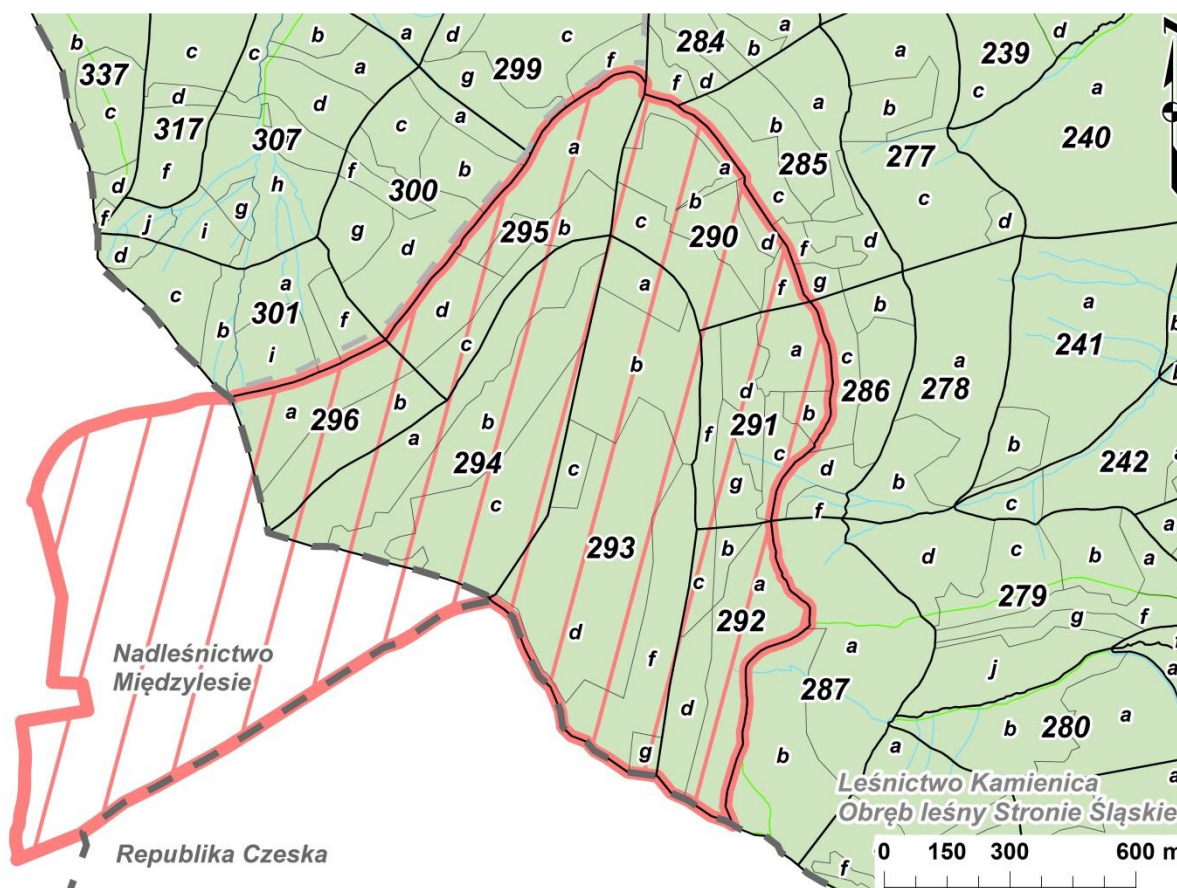 b c c b a d c 284 b a 239 d
337 299 f f d a
c d d a g b c
317 307 c a a b 240
f b 285 277
d f h 300 b a c c
f j i g g d 295 b c b 290 d f d d
d
c a f d a f g b a
b 301 i c b a c 241 b
a 296 b d 286 278
a b f 291 b
294 c g c d b b 242
c f c a
293 b d c b a
c a 279
d 292 g f
Nadleśnictwo
Międzylesie
f a 287 j a
d b 280 a
g b a a
Leśnictwo Kamienica
Obręb leśny Stronie Śląskie
Republika Czeska
f
0 150 300 600 m